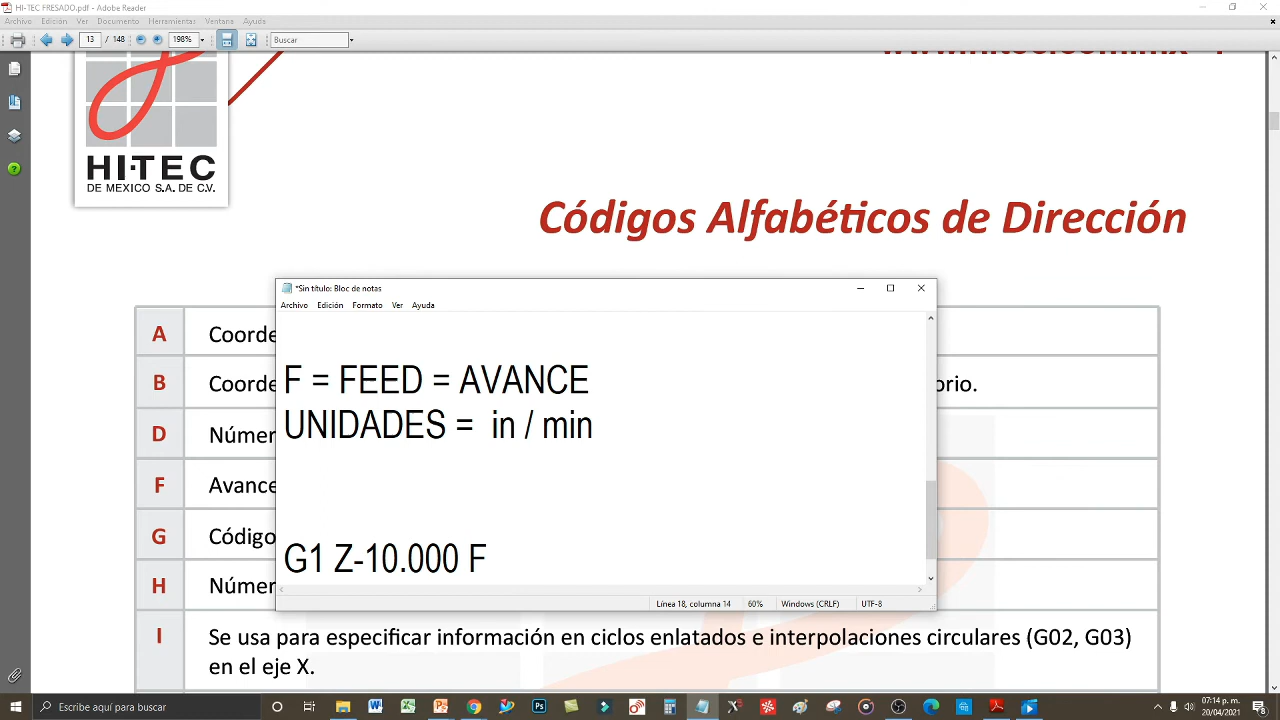 HI-TEC FRESADO.pdf - Adobe Reader
Archivo Edición Ver Documento Herramientas Ventana Ayuda
13 / 148 198% Buscar
HI-TEC
DE MEXICO S.A. DE C.V.
Códigos Alfabéticos de Dirección
*Sin título: Bloc de notas
Archivo Edición Formato Ver Ayuda
A Coorde
F = FEED = AVANCE
B Coorde orio.
UNIDADES = in / min
D Númer
F Avance
G Código
G1 Z-10.000 F
H Númer
Línea 18, columna 14 60% Windows (CRLF) UTF-8
I Se usa para especificar información en ciclos enlatados e interpolaciones circulares (G02, G03)
en el eje X.
Escribe aquí para buscar
07:14 p. m.
20/04/2021